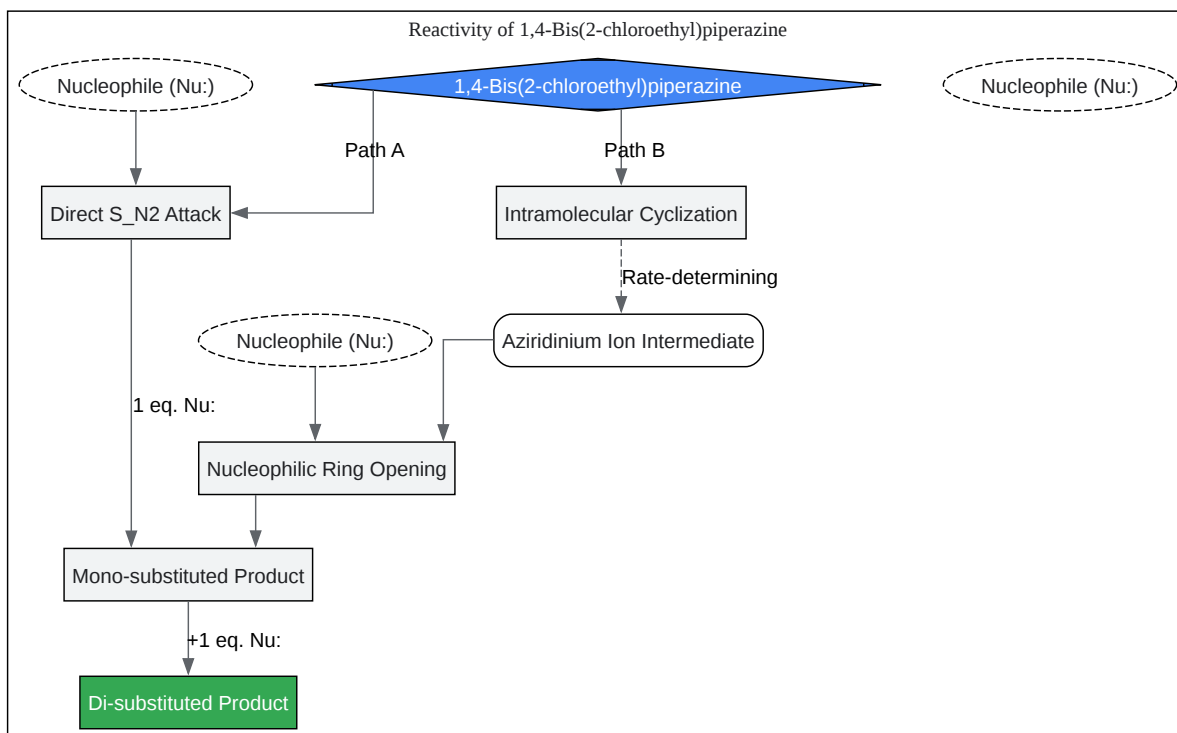 Reactivity of 1,4-Bis(2-chloroethyl)piperazine
Nucleophile (Nu:)
1,4-Bis(2-chloroethyl)piperazine
Nucleophile (Nu:)
Path A
Path B
Direct S_N2 Attack
Intramolecular Cyclization
Rate-determining
Nucleophile (Nu:)
Aziridinium Ion Intermediate
1 eq. Nu:
Nucleophilic Ring Opening
Mono-substituted Product
+1 eq. Nu:
Di-substituted Product